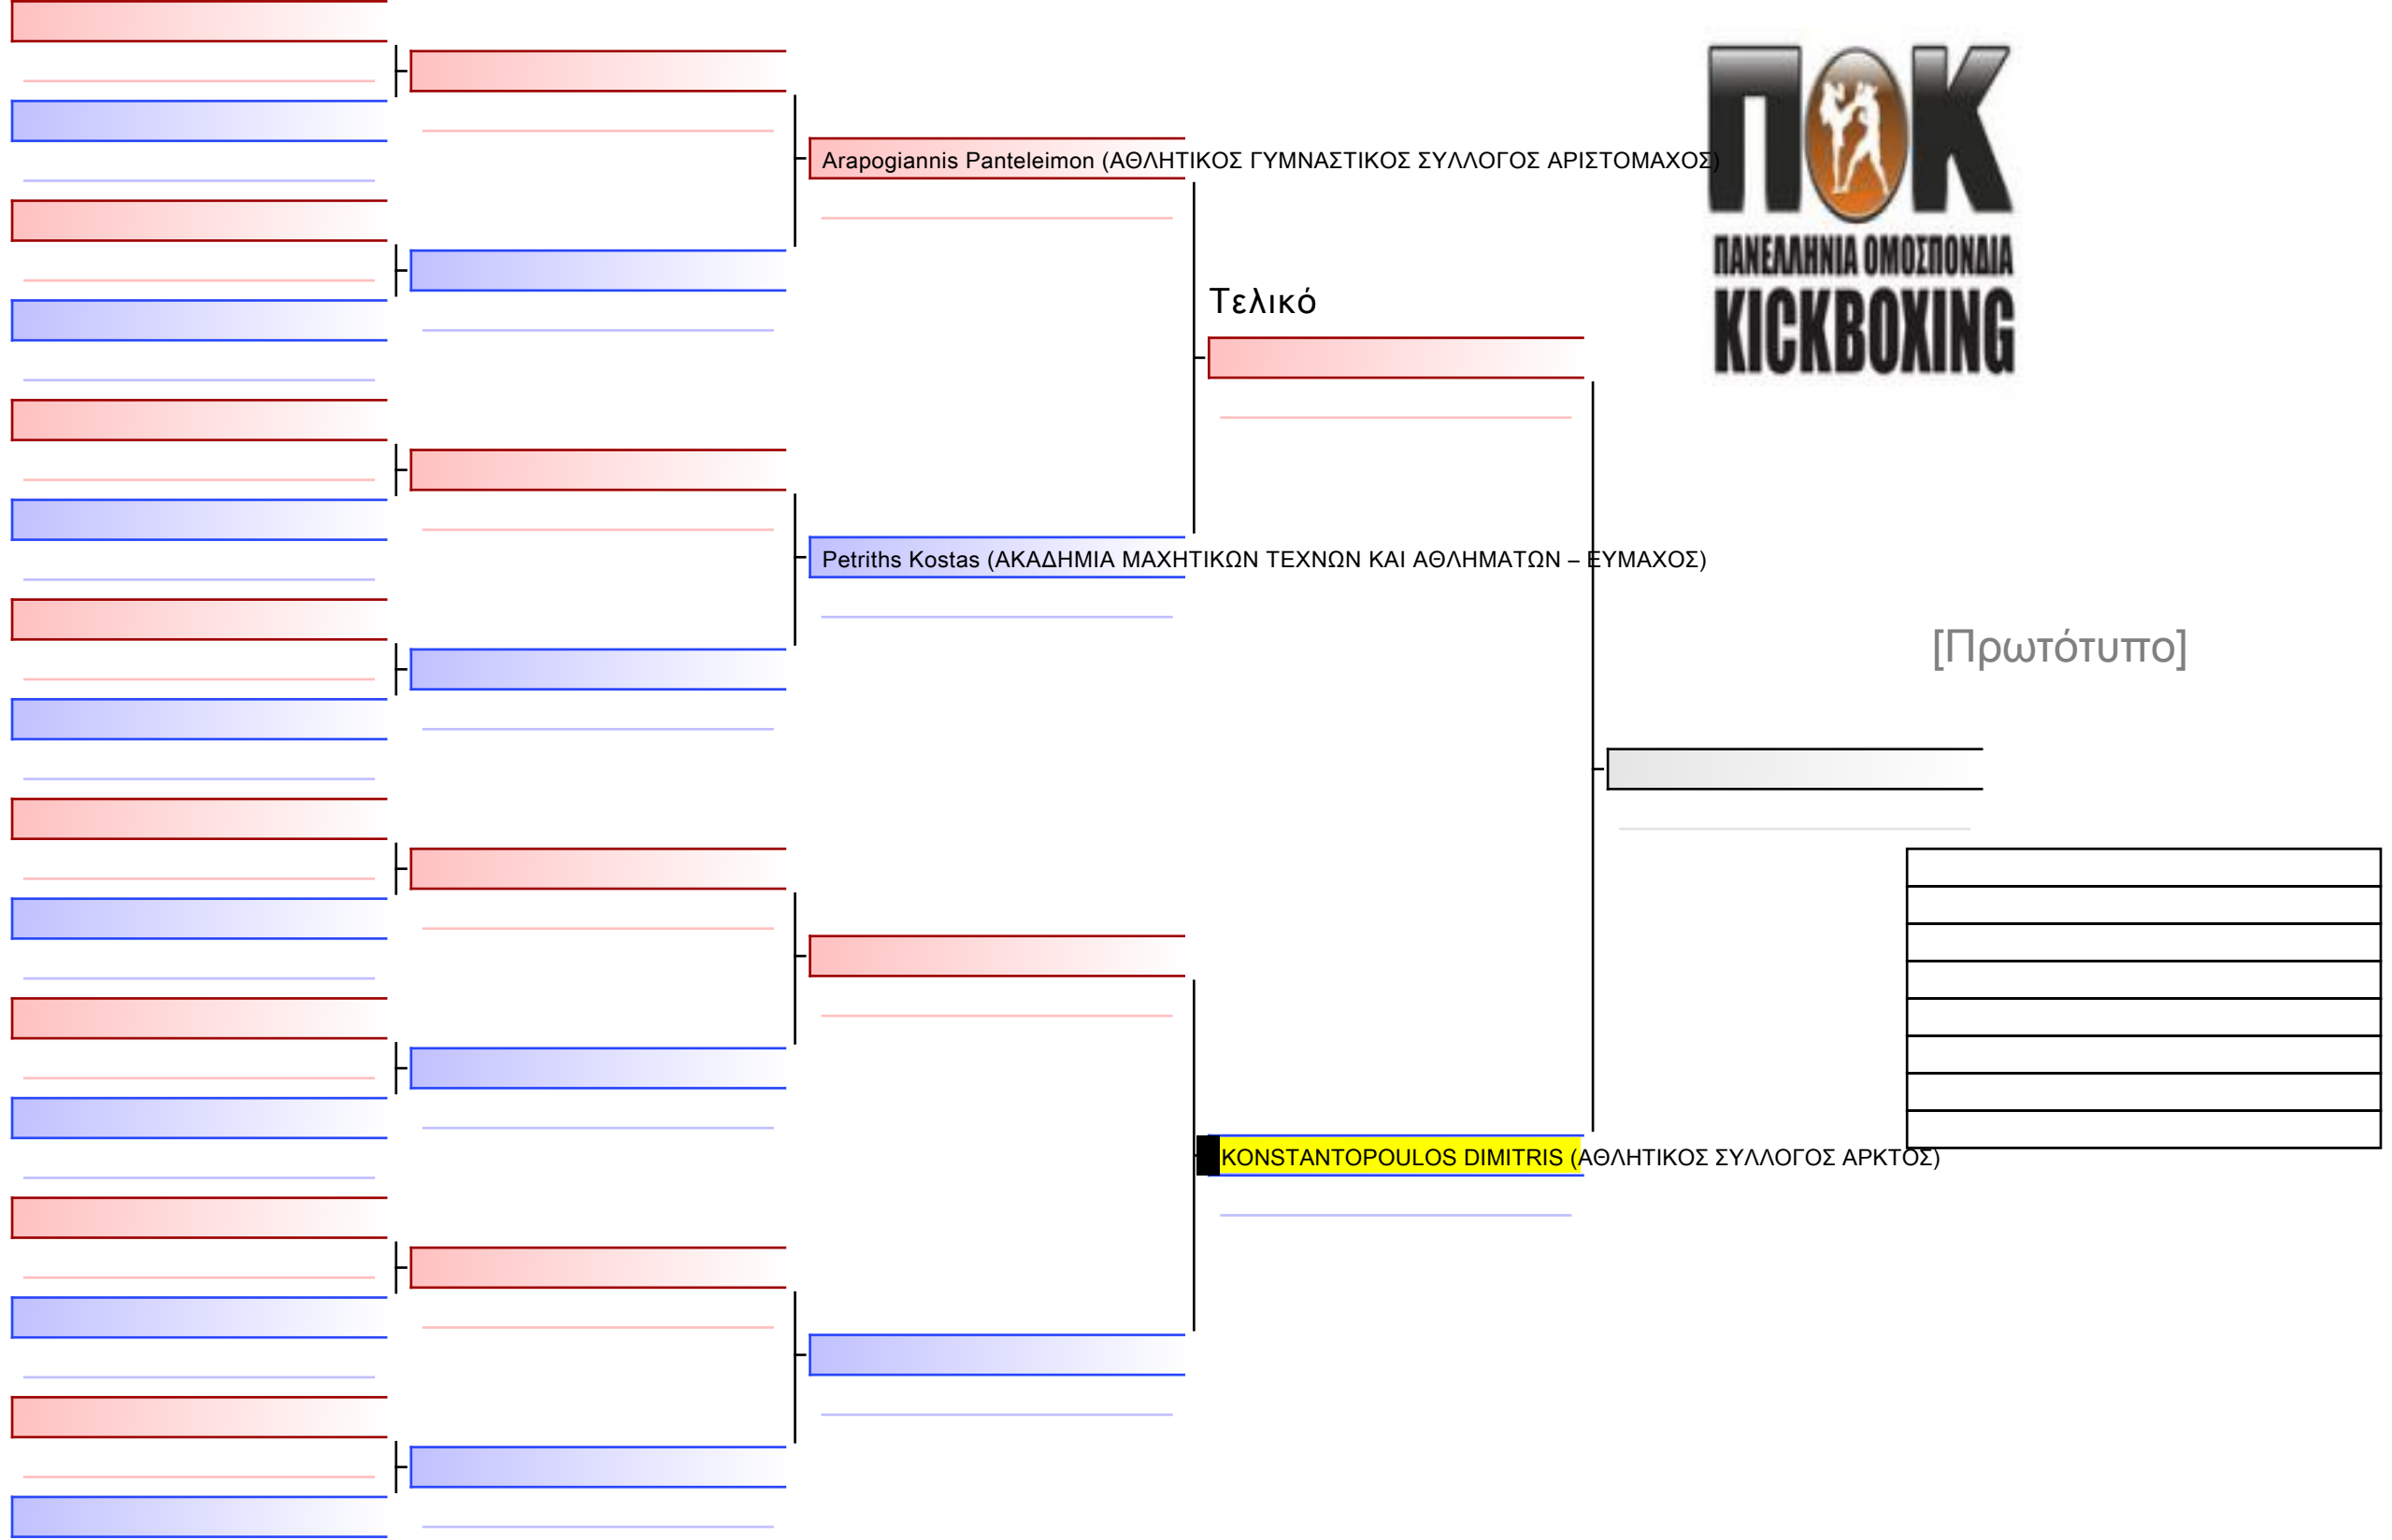 Arapogiannis Panteleimon (ΑΘΛΗΤΙΚΟΣ ΓΥΜΝΑΣΤΙΚΟΣ ΣΥΛΛΟΓΟΣ ΑΡΙΣΤΟΜΑΧΟΣ)
ΠΟΚ
ΠΑΝΕΛΛΗΝΙΑ ΟΜΟΣΠΟΝΔΙΑ
KICKBOXING
Τελικό
Petriths Kostas (ΑΚΑΔΗΜΙΑ ΜΑΧΗΤΙΚΩΝ ΤΕΧΝΩΝ ΚΑΙ ΑΘΛΗΜΑΤΩΝ – ΕΥΜΑΧΟΣ)
[Πρωτότυπο]
KONSTANTOPOULOS DIMITRIS (ΑΘΛΗΤΙΚΟΣ ΣΥΛΛΟΓΟΣ ΑΡΚΤΟΣ)